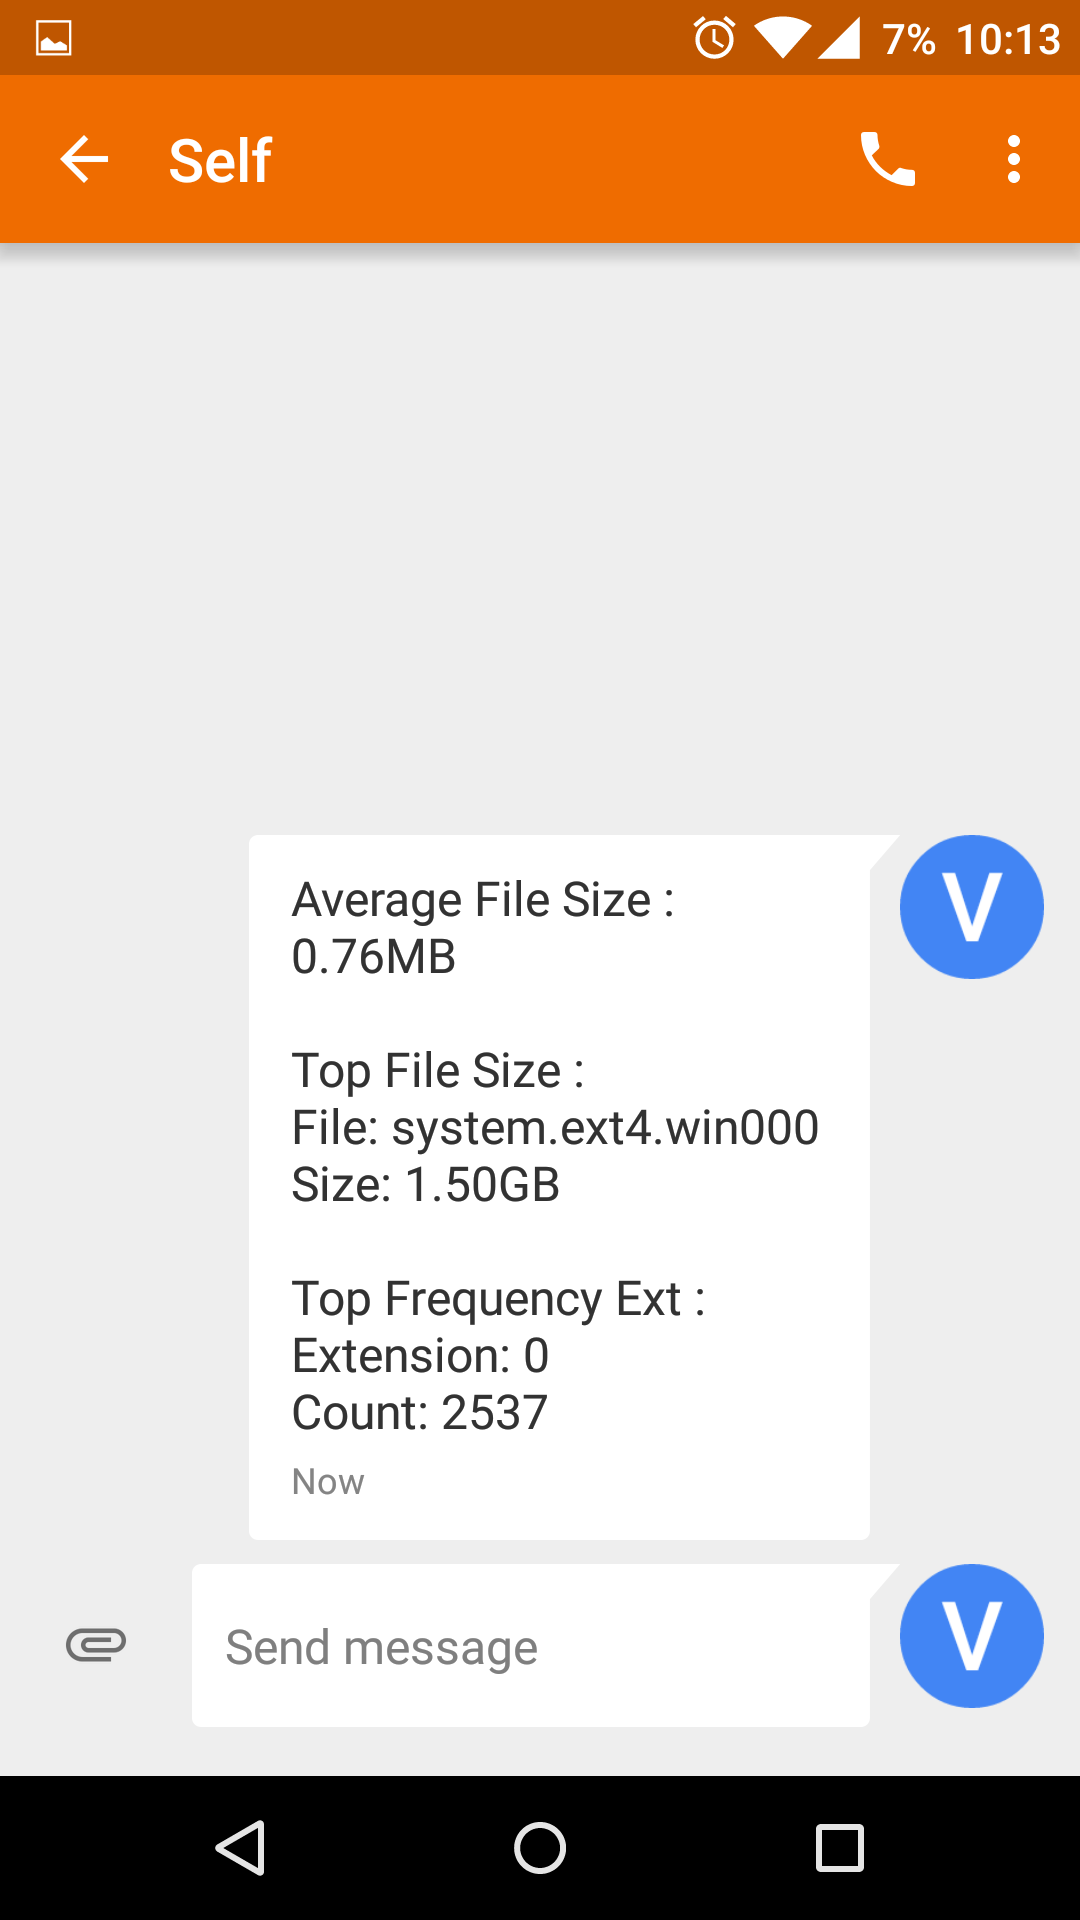 7% 10:13
Self
Average File Size :
0.76MB
V
Top File Size :
File: system.ext4.win000
Size: 1.50GB
Top Frequency Ext :
Extension: 0
Count: 2537
Now
Send message
V